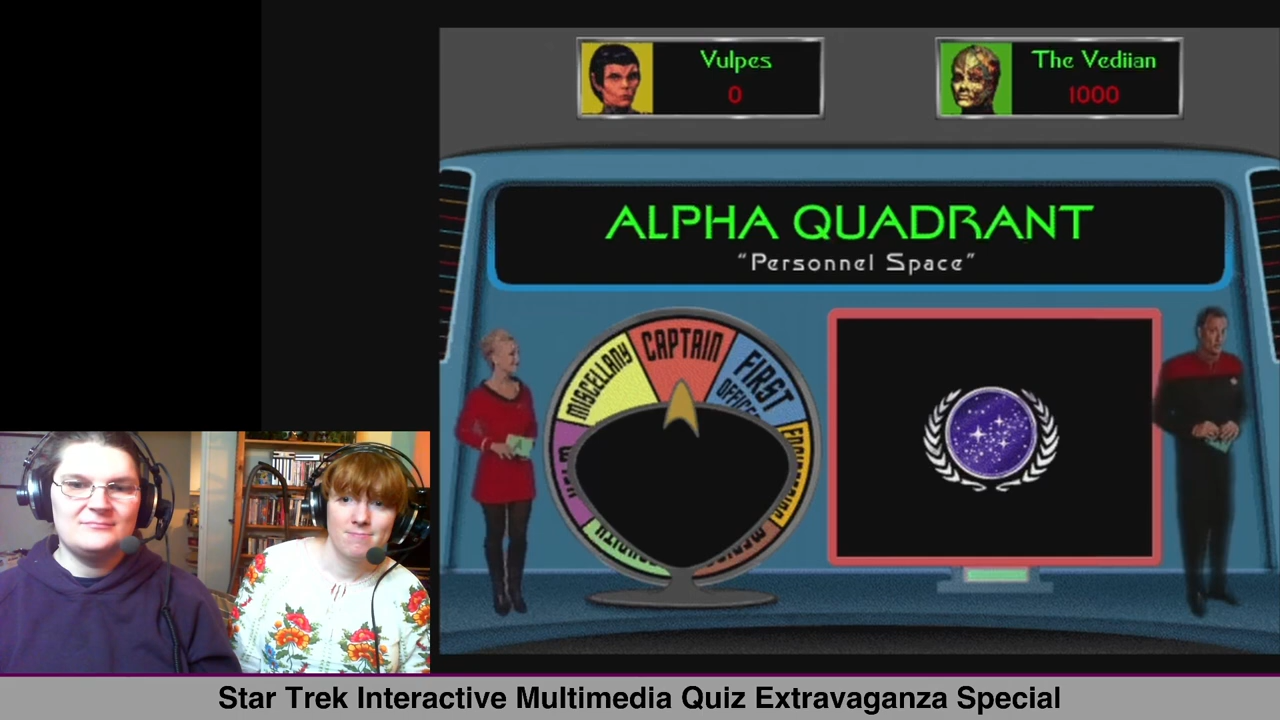 Vulpes
0
The Vediian
1000
ALPHA QUADRANT
"Personnel Space"
MISCELLANY
CAPTAIN
FIRST
OFFICER
Star Trek Interactive Multimedia Quiz Extravaganza Special